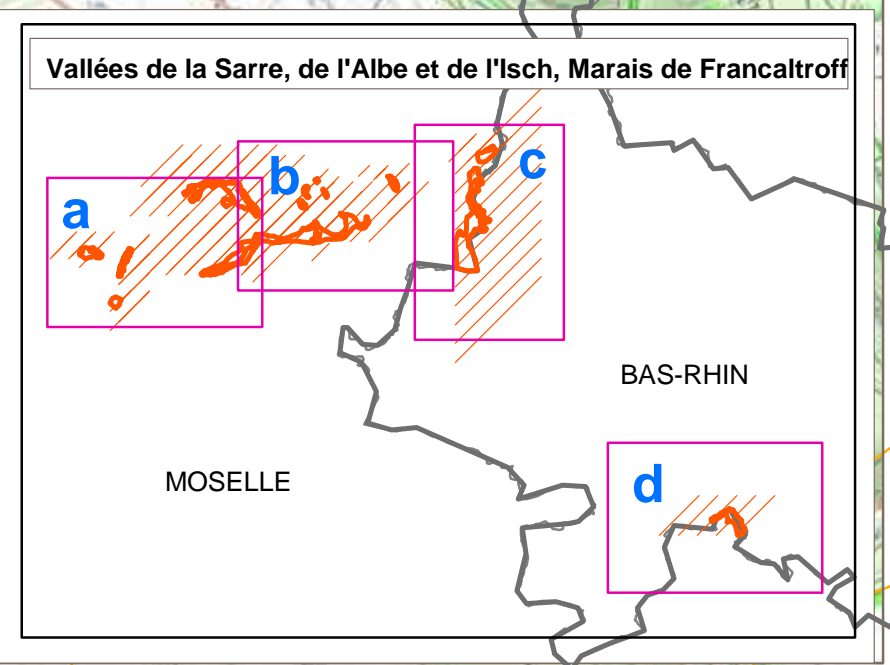 Vallées de la Sarre, de l'Albe et de l'Isch, Marais de Francaltroff
a
b
c
BAS-RHIN
MOSELLE
d